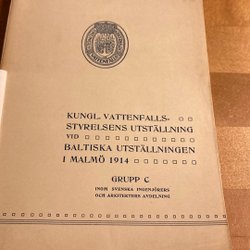 KUNGL. VATTENFALLS-
STYRELSENS UTSTÄLLNING
VID
BALTISKA UTSTÄLLNINGEN
I MALMÖ 1914
GRUPP C
INOM SVENSKA INGENJÖRERS
OCH ARKITEKTERS AVDELNING